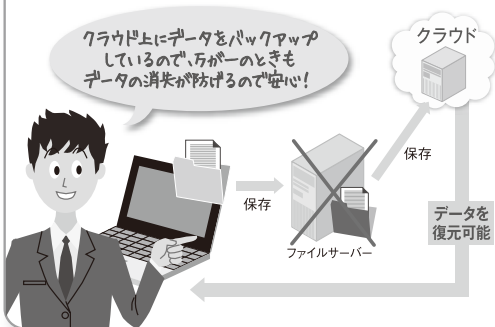 クラウド上にデータをバックアップ
しているので、万が一のときも
データの消失が防げるので安心!
クラウド
保存
保存
ファイルサーバー
データを
復元可能